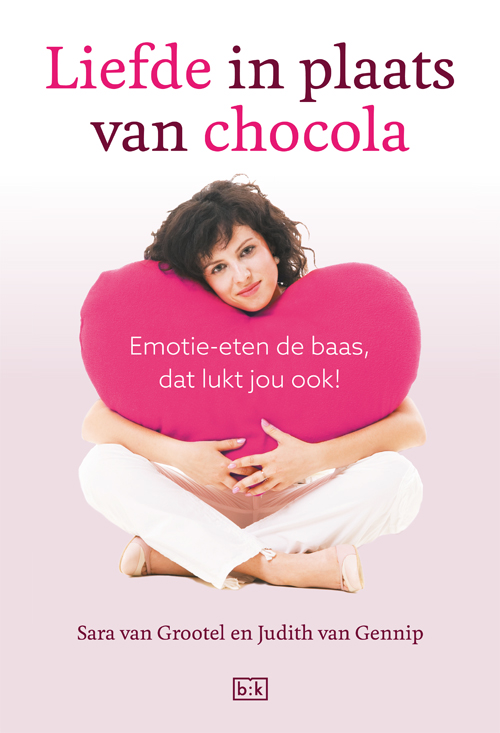 Liefde in plaats
van chocola
Emotie-eten de baas,
dat lukt jou ook!
Sara van Grootel en Judith van Gennip
b:k